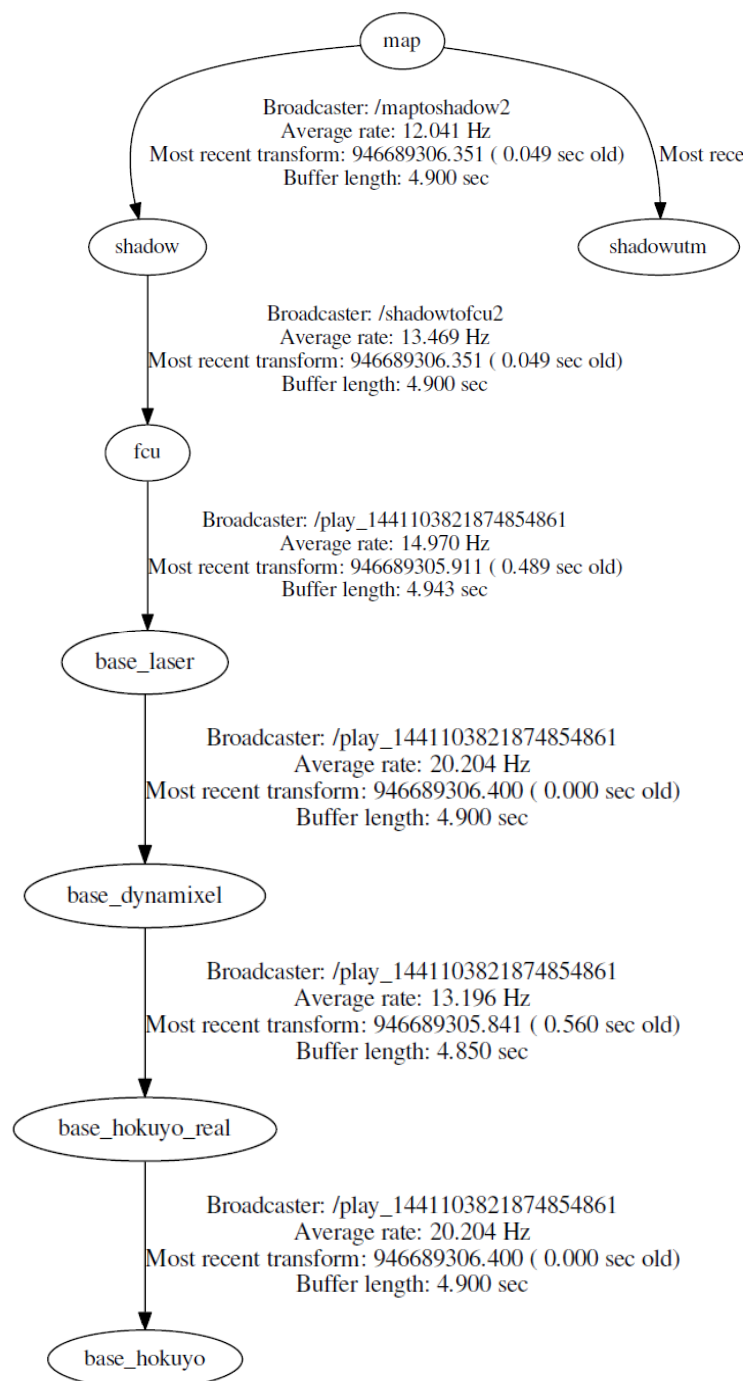 map
Broadcaster: /maptoshadow2
Average rate: 12.041 Hz
Most recent transform: 946689306.351 ( 0.049 sec old)
Buffer length: 4.900 sec
Most rece
shadow
shadowutm
Broadcaster: /shadowtofcu2
Average rate: 13.469 Hz
Most recent transform: 946689306.351 ( 0.049 sec old)
Buffer length: 4.900 sec
fcu
Broadcaster: /play_1441103821874854861
Average rate: 14.970 Hz
Most recent transform: 946689305.911 ( 0.489 sec old)
Buffer length: 4.943 sec
base_laser
Broadcaster: /play_1441103821874854861
Average rate: 20.204 Hz
Most recent transform: 946689306.400 ( 0.000 sec old)
Buffer length: 4.900 sec
base_dynamixel
Broadcaster: /play_1441103821874854861
Average rate: 13.196 Hz
Most recent transform: 946689305.841 ( 0.560 sec old)
Buffer length: 4.850 sec
base_hokuyo_real
Broadcaster: /play_1441103821874854861
Average rate: 20.204 Hz
Most recent transform: 946689306.400 ( 0.000 sec old)
Buffer length: 4.900 sec
base_hokuyo